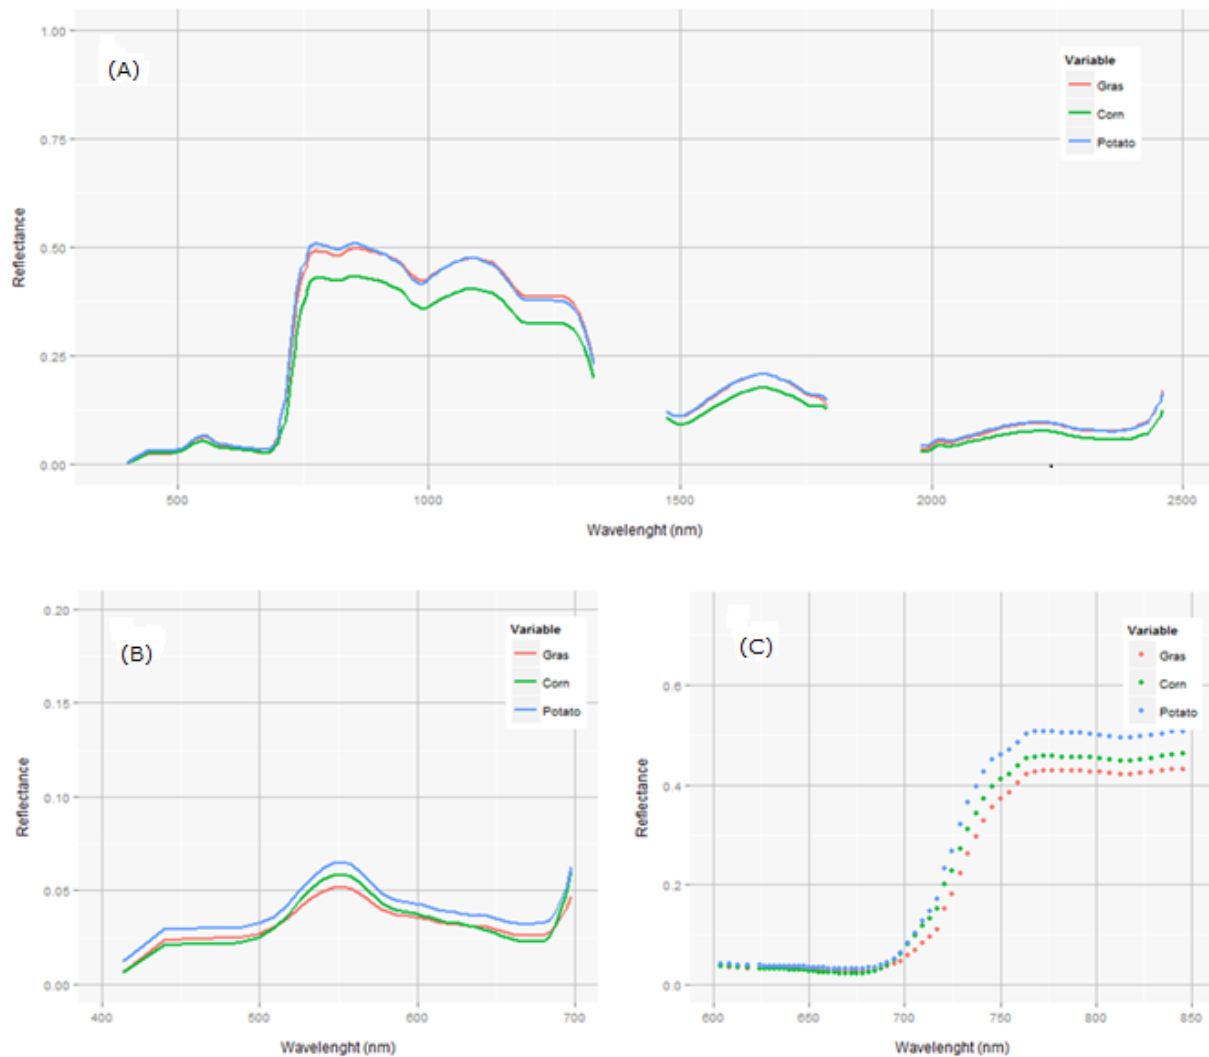 1.00
0.75
0.50
0.25
0.00
Reflectance
(A)
Variable
Gras
Corn
Potato
500
1000
1500
2000
2500
Wavelenght (nm)
0.20
0.15
0.10
0.05
0.00
Reflectance
(B)
Variable
Gras
Corn
Potato
400
500
600
700
Wavelenght (nm)
0.6
0.4
0.2
0.0
Reflectance
(C)
Variable
Gras
Corn
Potato
600
650
700
750
800
850
Wavelenght (nm)